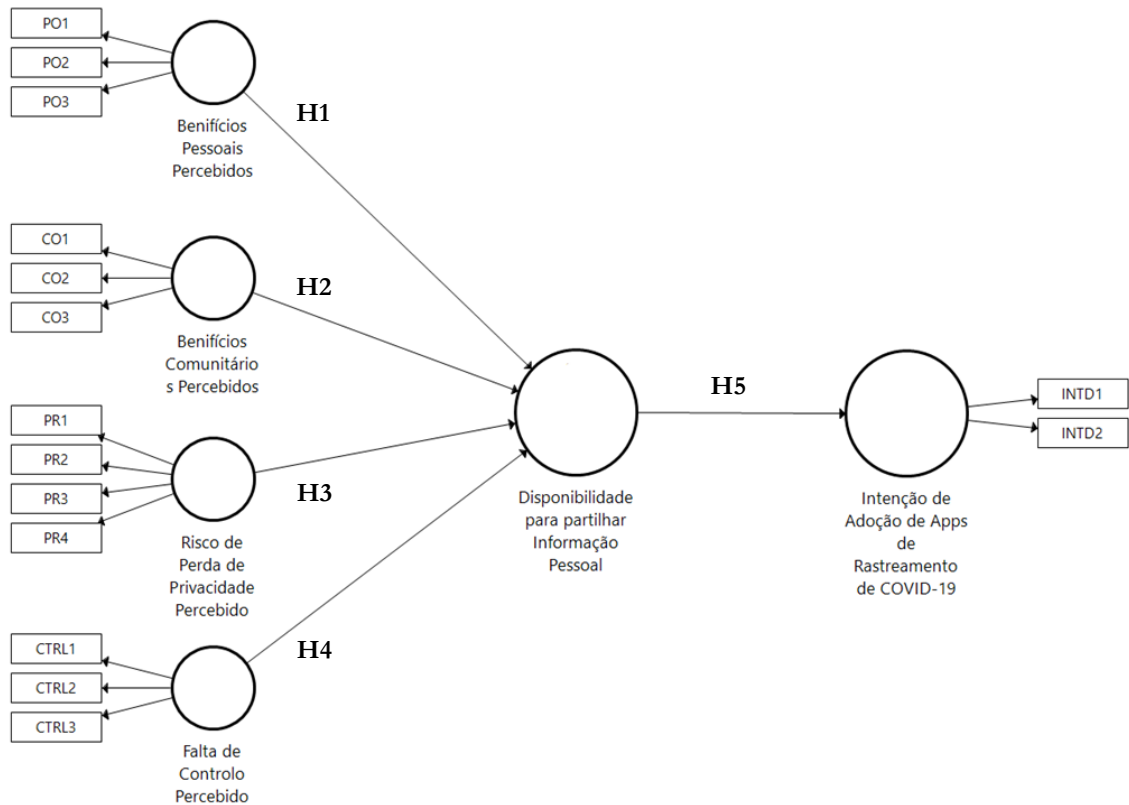 PO1
PO2
PO3
Benifícios
Pessoais
Percebidos
H1
CO1
CO2
CO3
Benifícios
Comunitário
s Percebidos
H2
PR1
PR2
PR3
PR4
Risco de
Perda de
Privacidade
Percebido
H3
CTRL1
CTRL2
CTRL3
Falta de
Controlo
Percebido
H4
Disponibilidade
para partilhar
Informação
Pessoal
H5
Intenção de
Adoção de Apps
de
Rastreamento
de COVID-19
INTD1
INTD2